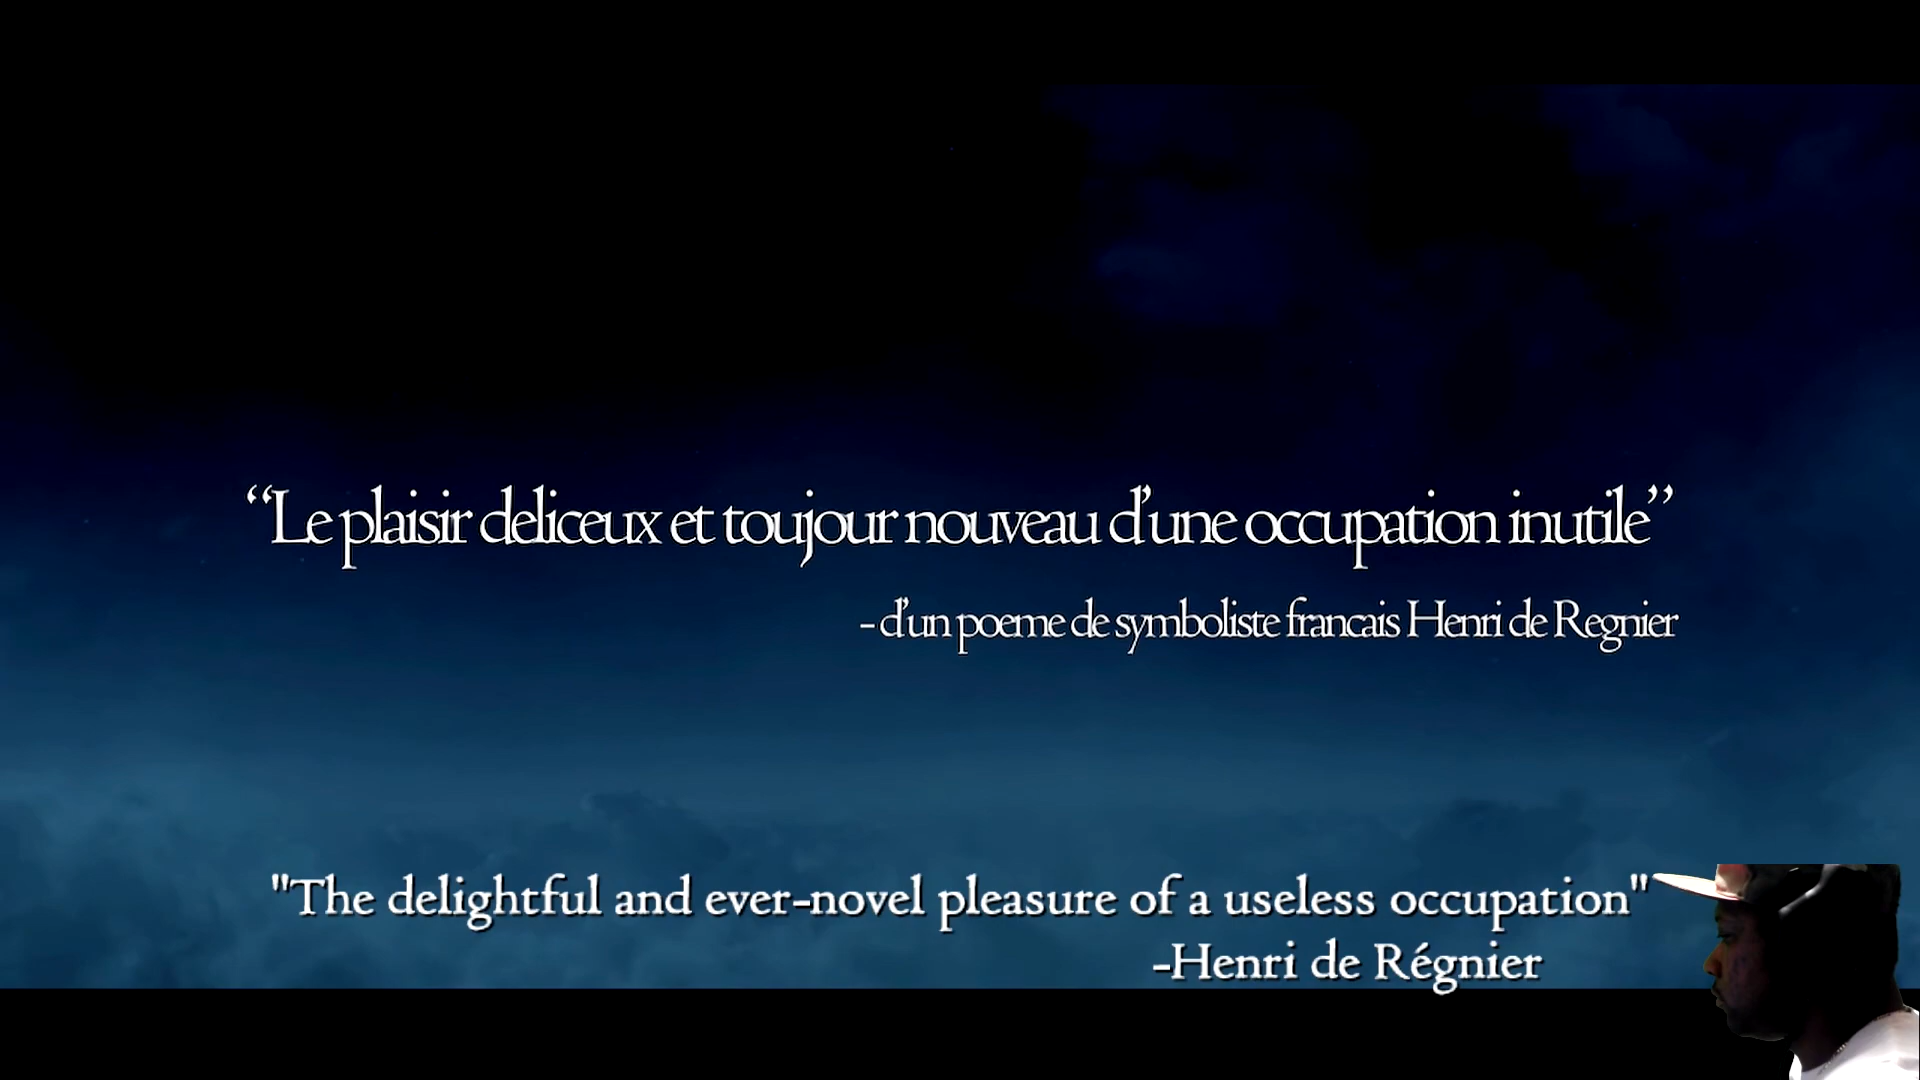 “Le plaisir deliceux et toujour nouveau d'une occupation inutile”
- d'un poeme de symboliste francais Henri de Regnier
"The delightful and ever-novel pleasure of a useless occupation"
-Henri de Régnier